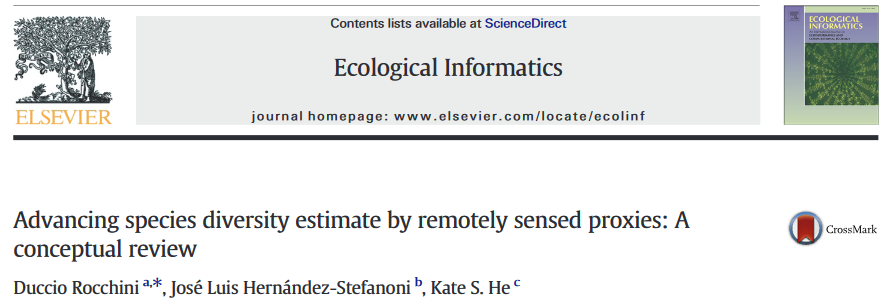 Contents lists available at ScienceDirect
ECOLOGICAL
INFORMATICS
Ecological Informatics
ELSEVIER
journal homepage: www.elsevier.com/locate/ecolinf
Advancing species diversity estimate by remotely sensed proxies: A
conceptual review
CrossMark
Duccio Rocchini a,*, José Luis Hernández-Stefanoni b, Kate S. He c